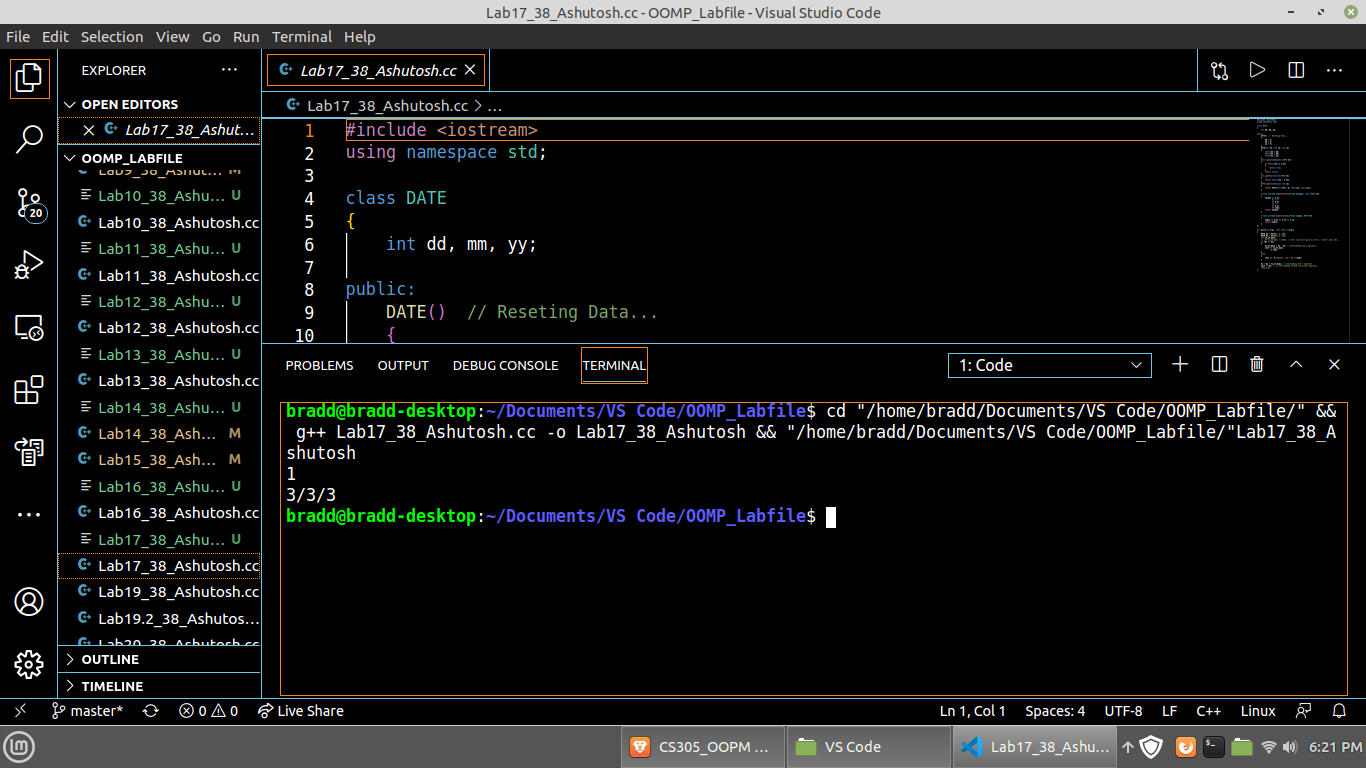 Lab17_38_Ashutosh.cc - OOMP_Labfile - Visual Studio Code
File Edit Selection View Go Run Terminal Help
EXPLORER
OPEN EDITORS
Lab17_38_Ashut...
OOMP_LABFILE
Lab9_38_Ashut... M
Lab10_38_Ashu... U
Lab10_38_Ashutosh.cc
Lab11_38_Ashu... U
Lab11_38_Ashutosh.cc
Lab12_38_Ashu... U
Lab12_38_Ashutosh.cc
Lab13_38_Ashu... U
Lab13_38_Ashutosh.cc
Lab14_38_Ashu... U
Lab14_38_Ash... M
Lab15_38_Ash... M
Lab16_38_Ashu... U
Lab16_38_Ashutosh.cc
Lab17_38_Ashu... U
Lab17_38_Ashutosh.cc
Lab19_38_Ashutosh.cc
Lab19.2_38_Ashutos...
Lab20_38_Ashutosh.cc
OUTLINE
TIMELINE
20
Lab17_38_Ashutosh.cc
Lab17_38_Ashutosh.cc > ...
1 #include <iostream>
2 using namespace std;
3
4 class DATE
5 {
6 int dd, mm, yy;
7
8 public:
9 DATE() // Reseting Data...
10 {
PROBLEMS OUTPUT DEBUG CONSOLE TERMINAL
1: Code
bradd@bradd-desktop:~/Documents/VS Code/OOMP_Labfile$ cd "/home/bradd/Documents/VS Code/OOMP_Labfile/" &&
g++ Lab17_38_Ashutosh.cc -o Lab17_38_Ashutosh && "/home/bradd/Documents/VS Code/OOMP_Labfile/"Lab17_38_A
shutosh
1
3/3/3
bradd@bradd-desktop:~/Documents/VS Code/OOMP_Labfile$
master* 0 0 Live Share Ln 1, Col 1 Spaces: 4 UTF-8 LF C++ Linux
CS305_OOPM ... VS Code Lab17_38_Ashu... 6:21 PM